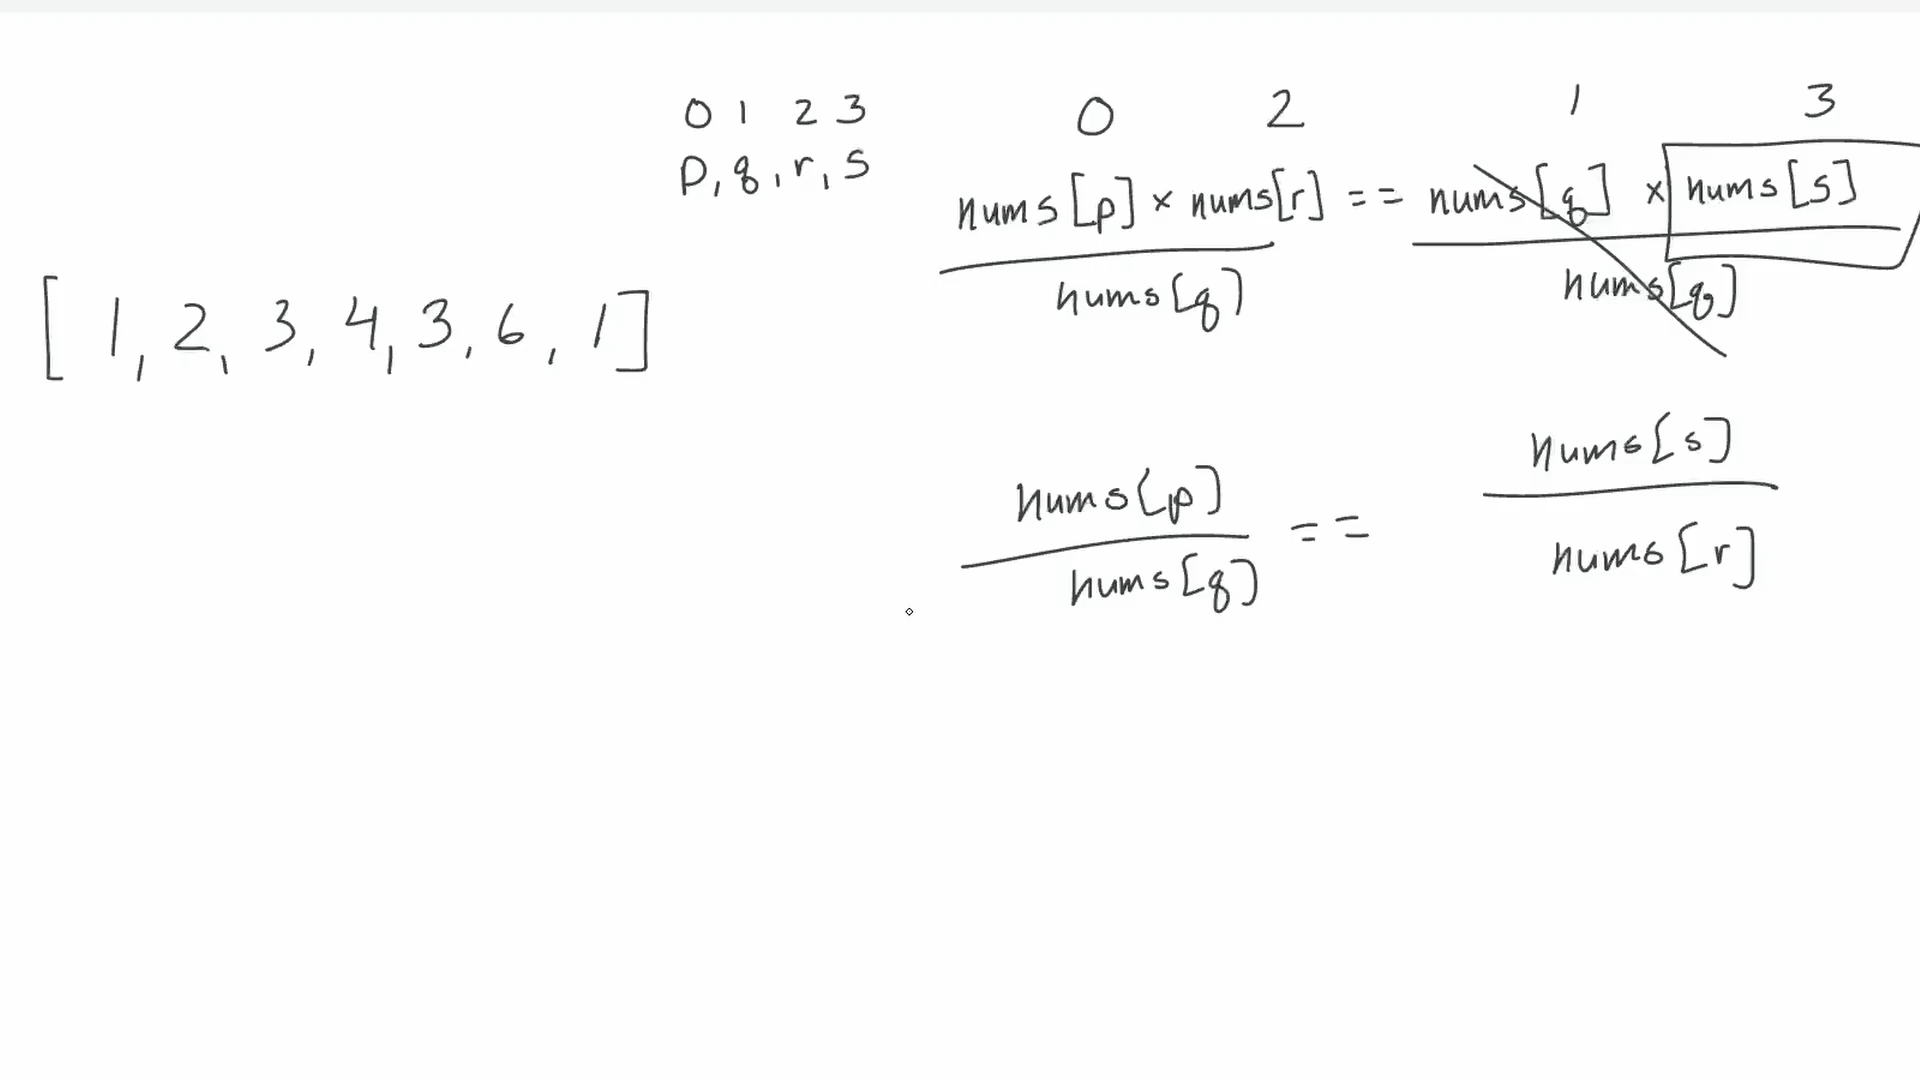 0 1 2 3
p, q, r, s
0 2 1 3
nums[p] × nums[r] == nums[q] × nums[s]
nums[q] nums[q]
[1, 2, 3, 4, 3, 6, 1]
nums[p] == nums[s]
nums[q] nums[r]